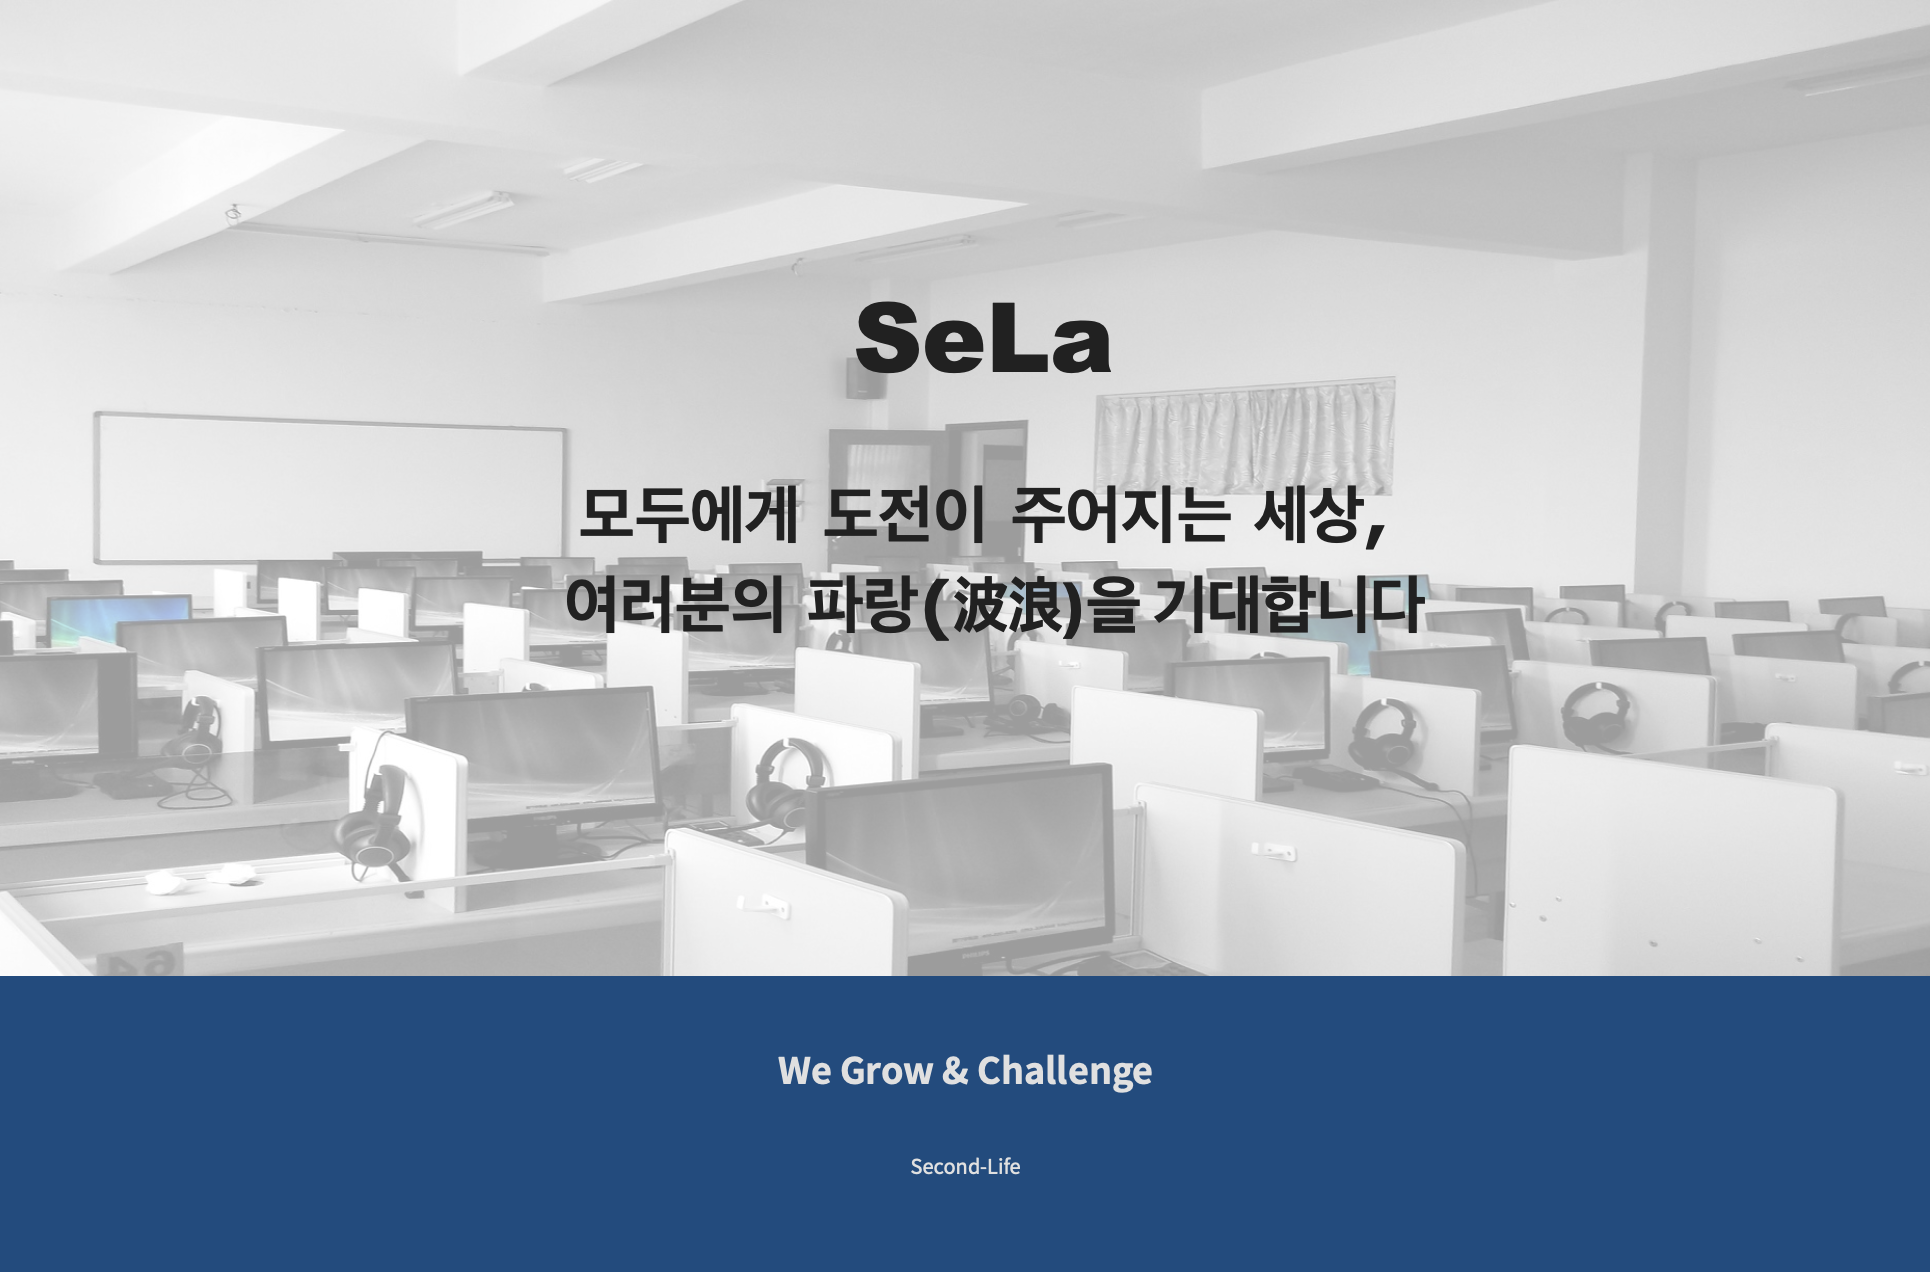 SeLa
모두에게 도전이 주어지는 세상,
여러분의 파랑(波浪)을 기대합니다
64
We Grow & Challenge
Second-Life